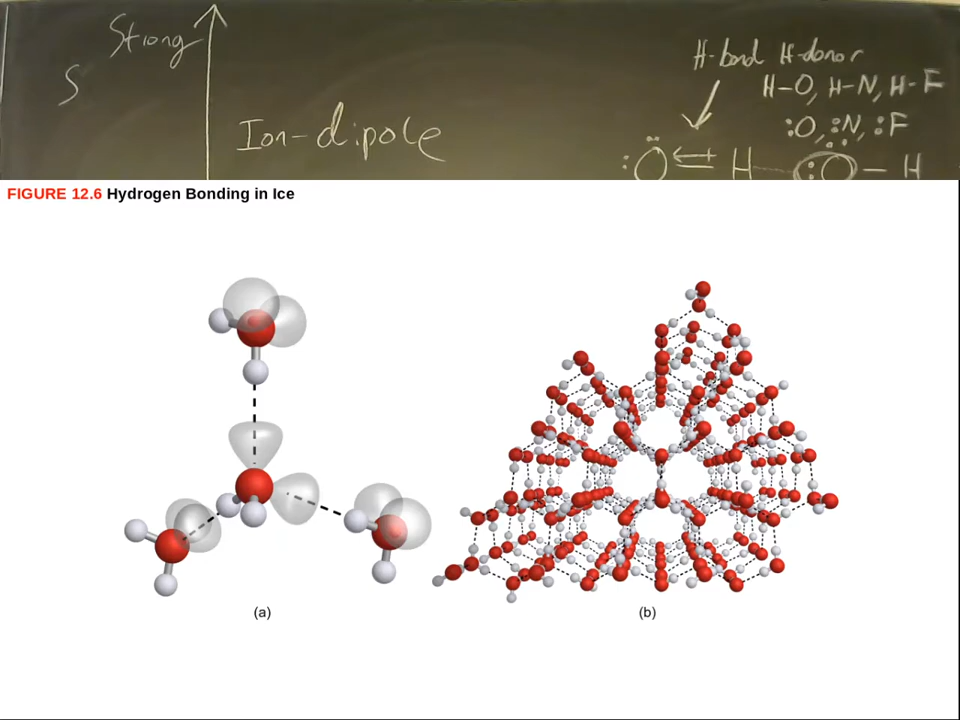 Strong
S
Ion-dipole
H-bond H-donor
H-O, H-N, H-F
:O, :N, :F
:O H :O - H
FIGURE 12.6 Hydrogen Bonding in Ice
(a)
(b)